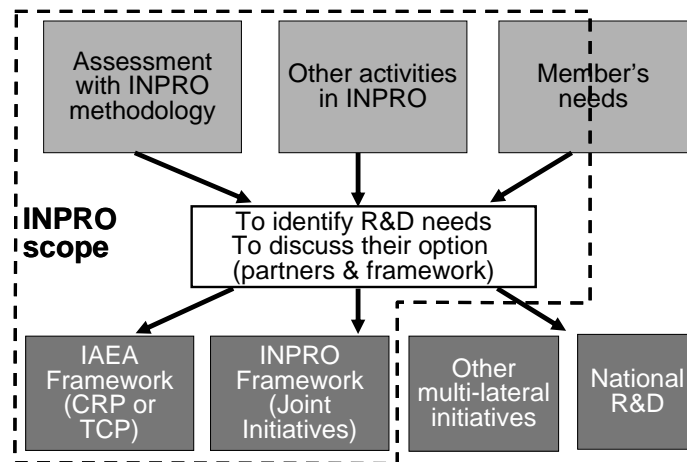 Assessment
with INPRO
methodology
Other activities
in INPRO
Member's
needs
INPRO
scope
To identify R&D needs
To discuss their option
(partners & framework)
IAEA
Framework
(CRP or
TCP)
INPRO
Framework
(Joint
Initiatives)
Other
multi-lateral
initiatives
National
R&D